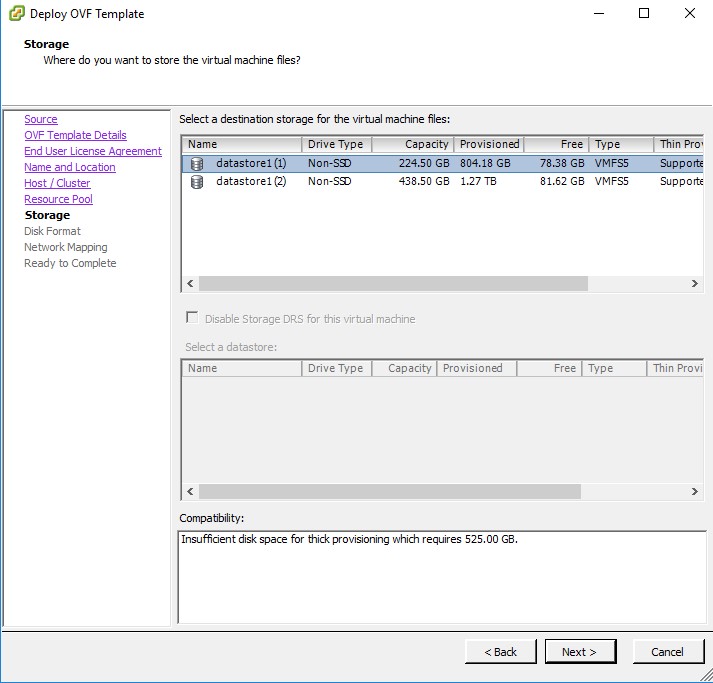 Deploy OVF Template
Storage
Where do you want to store the virtual machine files?
Source
OVF Template Details
End User License Agreement
Name and Location
Host / Cluster
Resource Pool
Storage
Disk Format
Network Mapping
Ready to Complete
Select a destination storage for the virtual machine files:
Name Drive Type Capacity Provisioned Free Type Thin Prov
datastore1 (1) Non-SSD 224.50 GB 804.18 GB 78.38 GB VMFS5 Supporte
datastore1 (2) Non-SSD 438.50 GB 1.27 TB 81.62 GB VMFS5 Supporte
Disable Storage DRS for this virtual machine
Select a datastore:
Name Drive Type Capacity Provisioned Free Type Thin Provi
Compatibility:
Insufficient disk space for thick provisioning which requires 525.00 GB.
< Back Next > Cancel